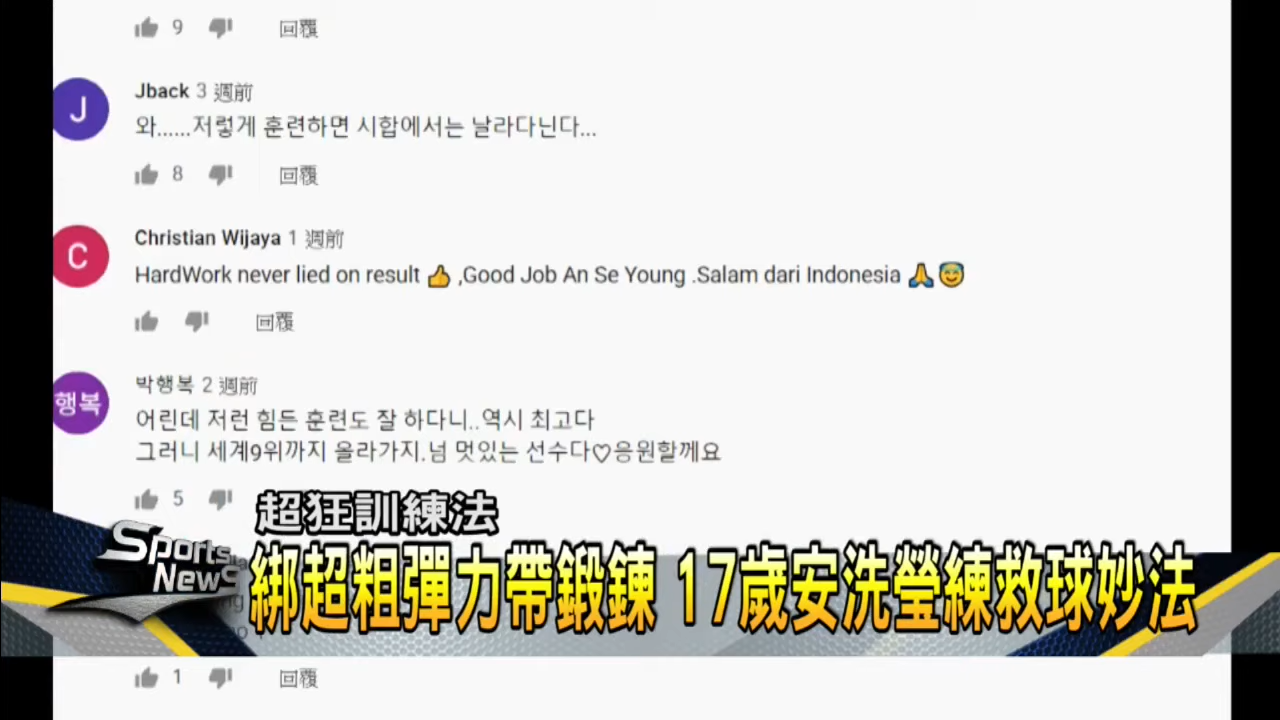 9 回覆
J
Jback 3 週前
와......저렇게 훈련하면 시합에서는 날라다닌다...
8 回覆
C
Christian Wijaya 1 週前
HardWork never lied on result 👍 ,Good Job An Se Young .Salam dari Indonesia 🙏😇
回覆
행복
박행복 2 週前
어린데 저런 힘든 훈련도 잘 하다니..역시 최고다
그러니 세계9위까지 올라가지.넘 멋있는 선수다♡응원할께요
5
超狂訓練法
Sports News
綁超粗彈力帶鍛鍊 17歲安洗瑩練救球妙法
1 回覆